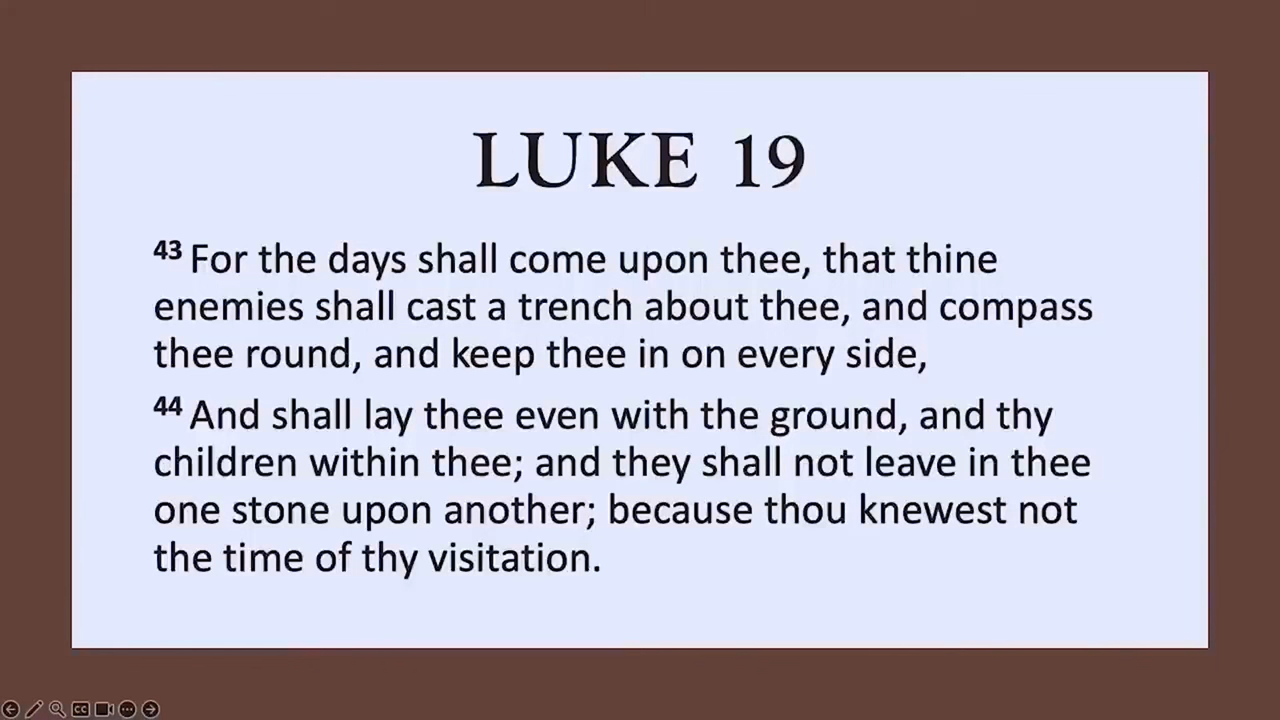 LUKE 19
43 For the days shall come upon thee, that thine
enemies shall cast a trench about thee, and compass
thee round, and keep thee in on every side,
44 And shall lay thee even with the ground, and thy
children within thee; and they shall not leave in thee
one stone upon another; because thou knewest not
the time of thy visitation.
CC